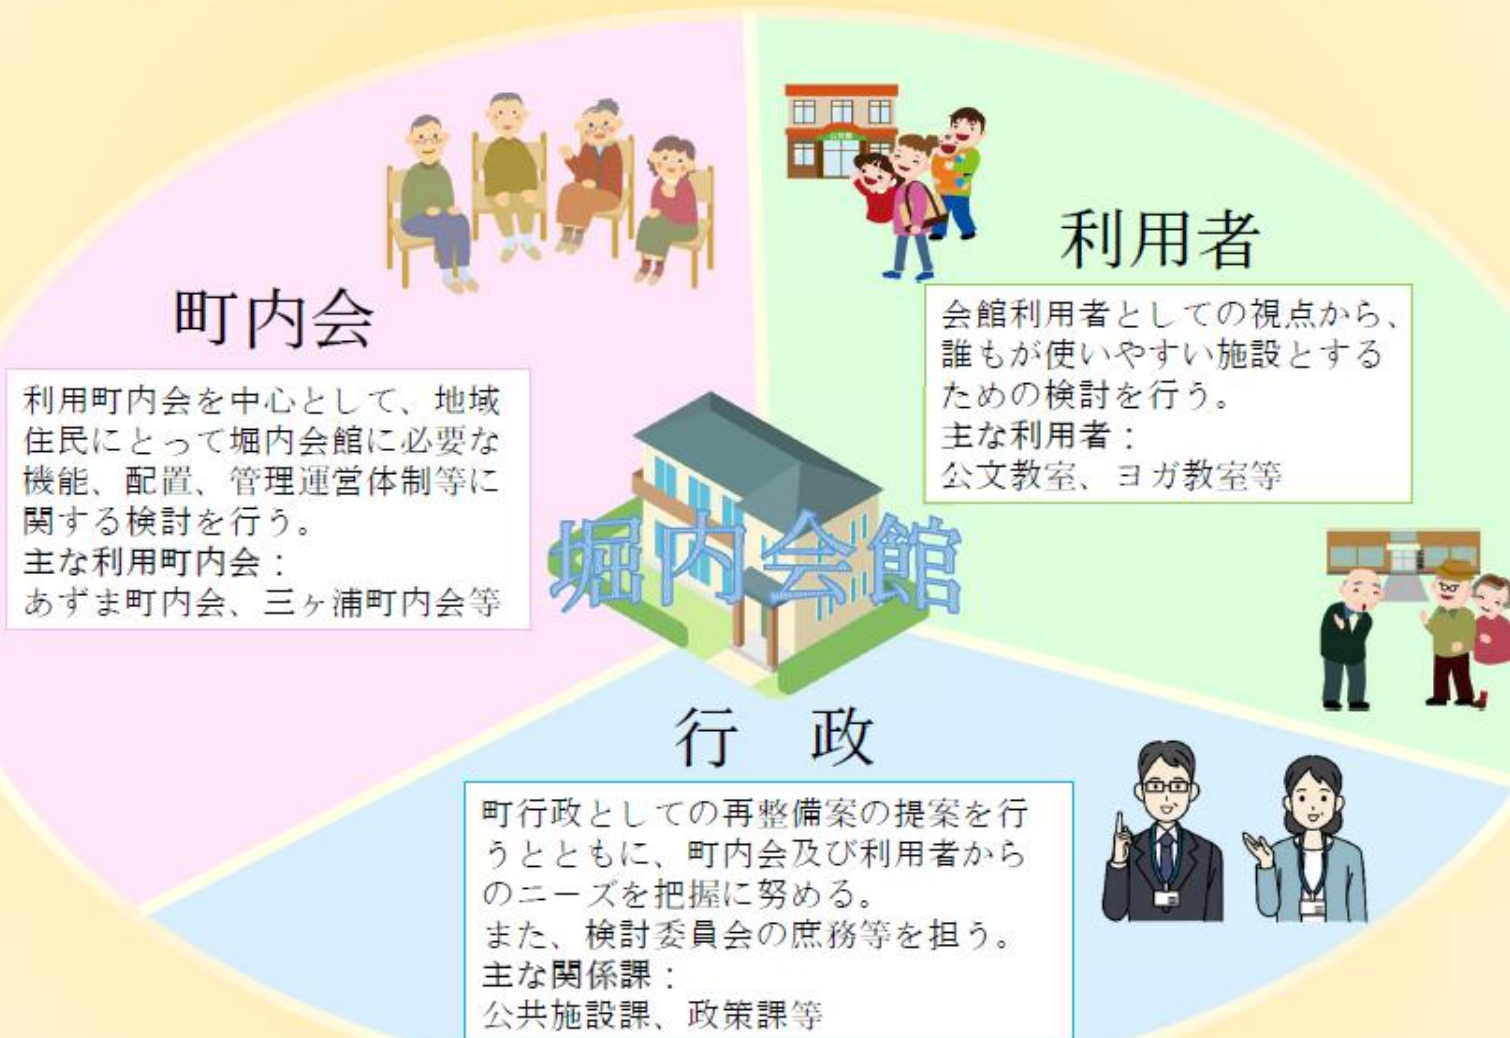 町内会
利用町内会を中心として、地域
住民にとって堀内会館に必要な
機能、配置、管理運営体制等に
関する検討を行う。
主な利用町内会：
あずま町内会、三ヶ浦町内会等
利用者
会館利用者としての視点から、
誰もが使いやすい施設とする
ための検討を行う。
主な利用者：
公文教室、ヨガ教室等
堀内会館
行　政
町行政としての再整備案の提案を行
うとともに、町内会及び利用者から
のニーズを把握に努める。
また、検討委員会の庶務等を担う。
主な関係課：
公共施設課、政策課等